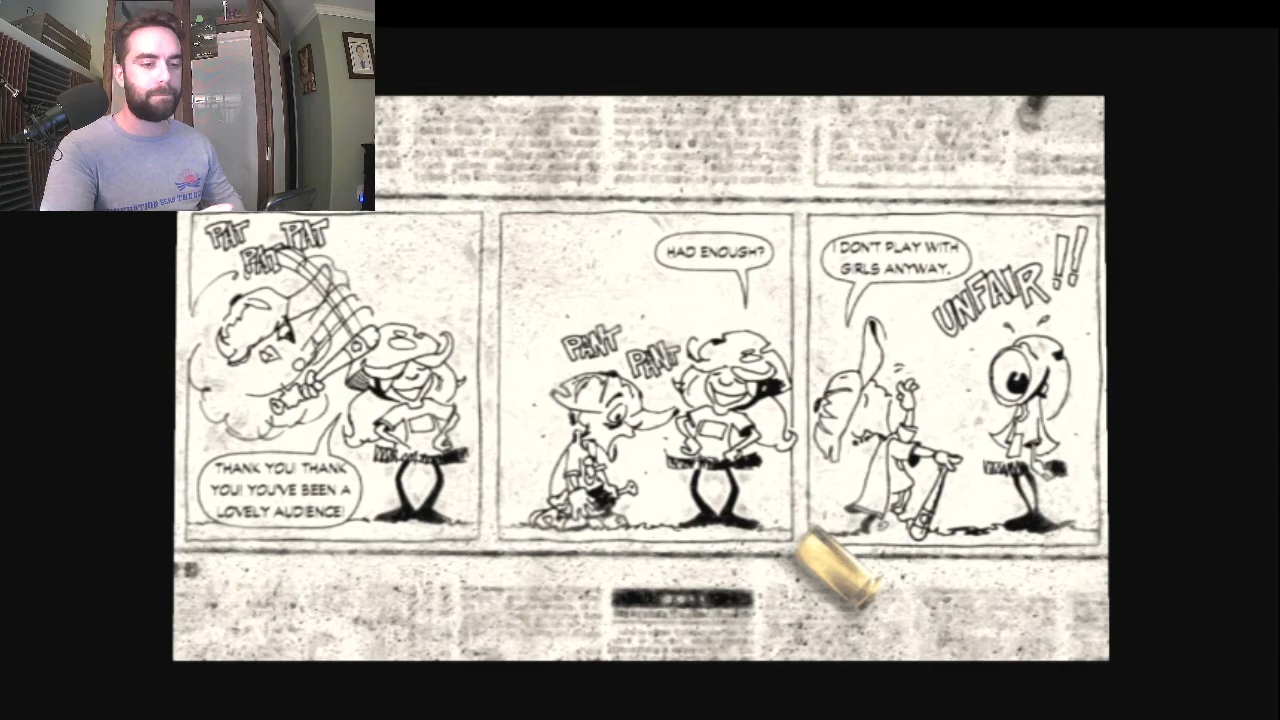 PAT
PAT
PAT
THANK YOU! THANK
YOU! YOU'VE BEEN A
LOVELY AUDIENCE!
PANT
PANT
HAD ENOUGH?
I DON'T PLAY WITH
GIRLS ANYWAY.
UNFAIR!!